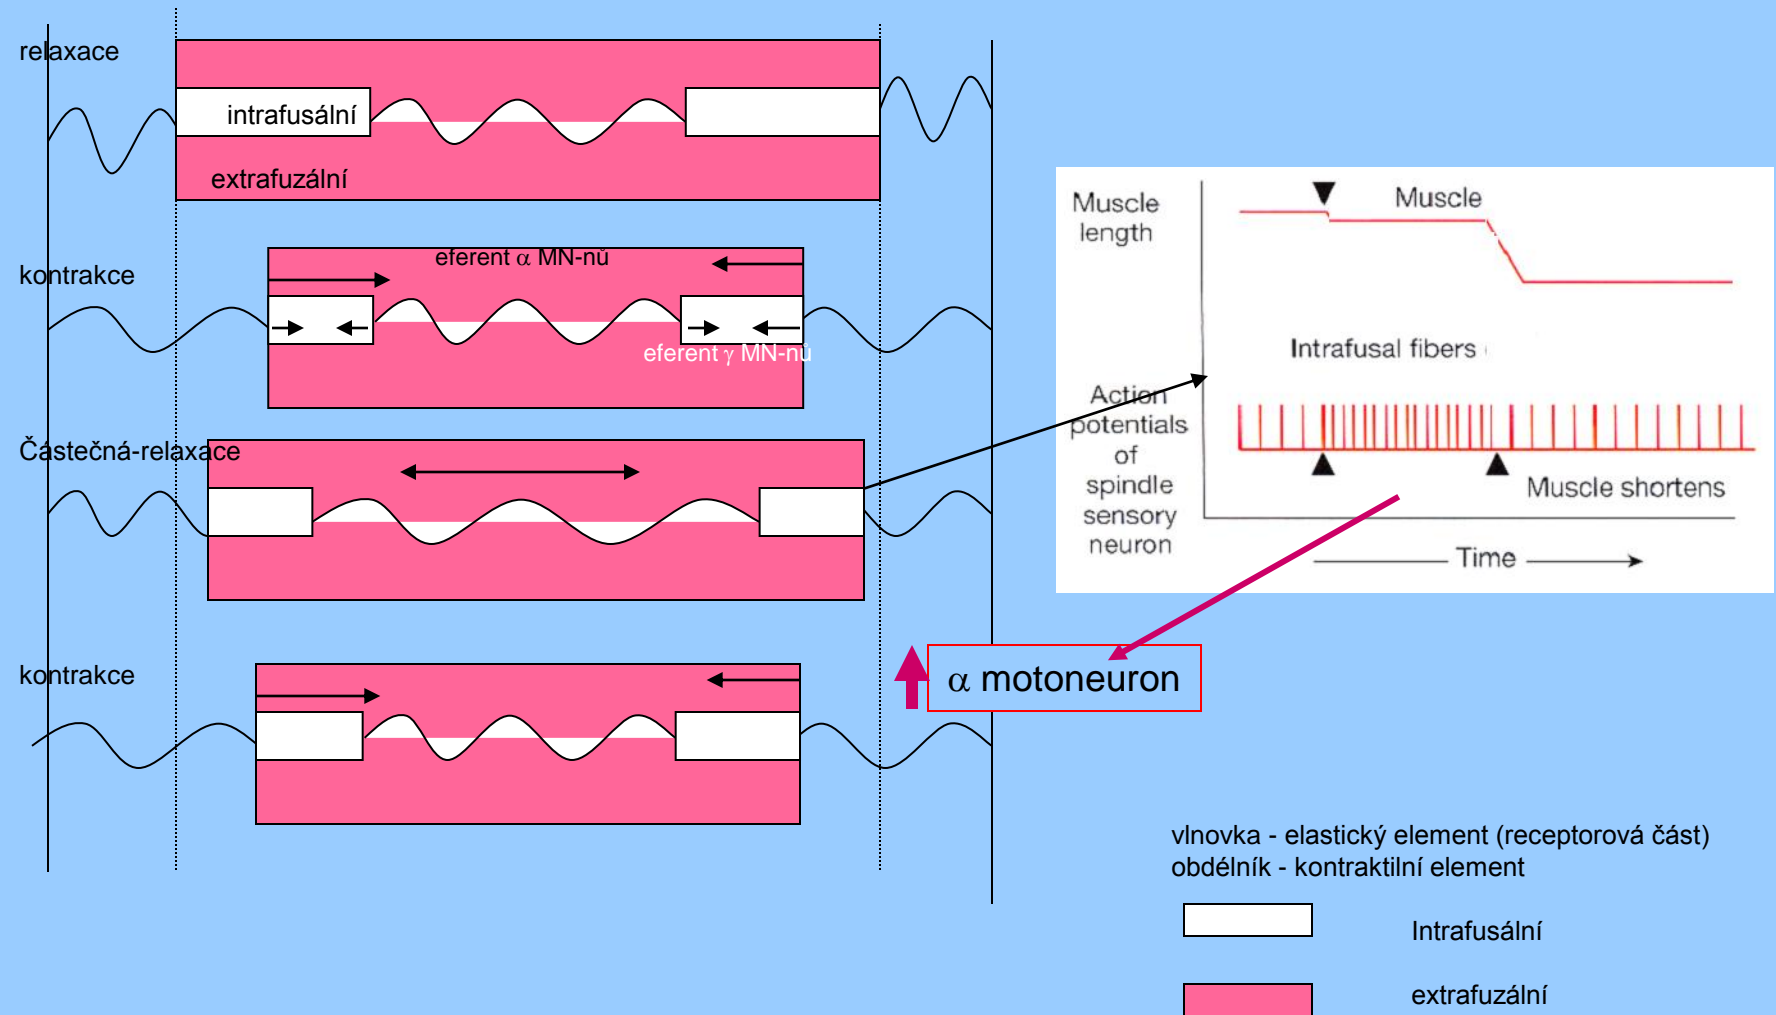 relaxace
intrafusální
extrafuzální
kontrakce
eferent α MN-nů
eferent γ MN-nů
Částečná-relaxace
kontrakce
Muscle
length
Muscle
Intrafusal fibers
Action
potentials
of
spindle
sensory
neuron
Muscle shortens
Time
α motoneuron
vlnovka - elastický element (receptorová část)
obdélník - kontraktilní element
Intrafusální
extrafuzální